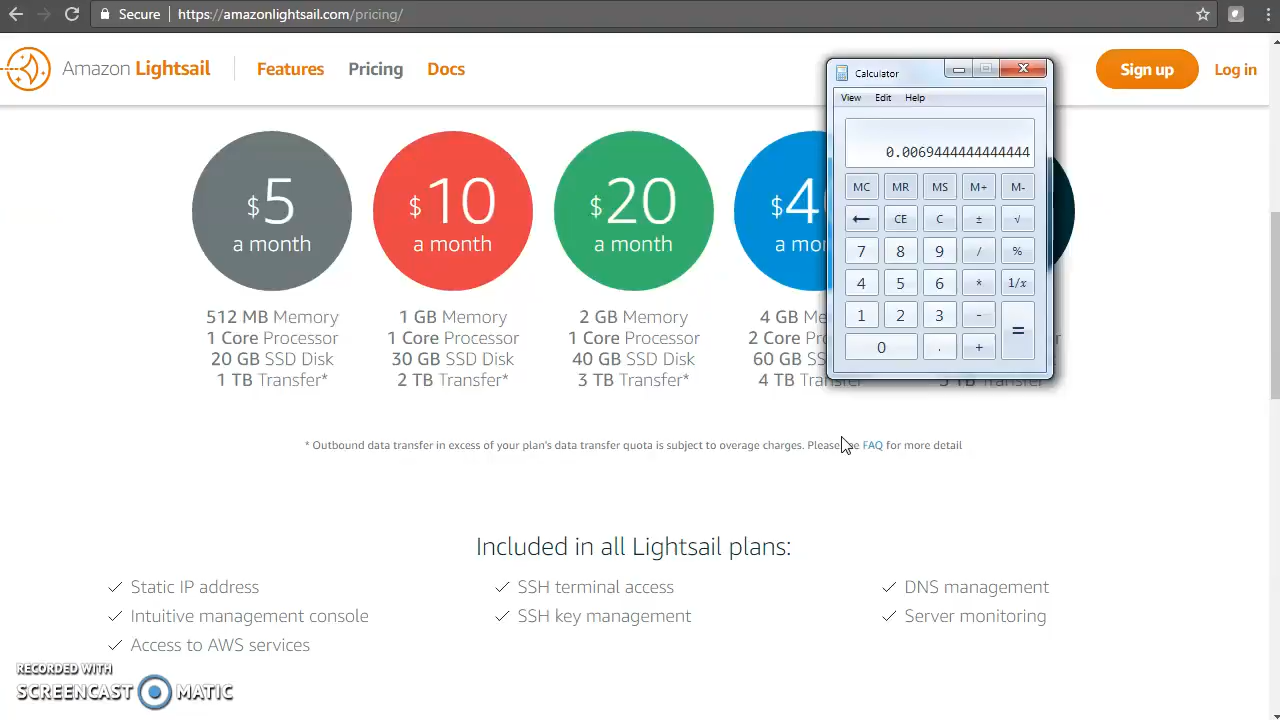 Secure https://amazonlightsail.com/pricing/
Amazon Lightsail Features Pricing Docs Sign up Log in
Calculator
View Edit Help
0.0069444444444444
MC MR MS M+ M-
← CE C ± √
7 8 9 / %
4 5 6 * 1/x
1 2 3 - =
0 . +
$5 a month
512 MB Memory
1 Core Processor
20 GB SSD Disk
1 TB Transfer*
$10 a month
1 GB Memory
1 Core Processor
30 GB SSD Disk
2 TB Transfer*
$20 a month
2 GB Memory
1 Core Processor
40 GB SSD Disk
3 TB Transfer*
$4
4 GB
2 Core
60 GB
4 TB Transfer
5 TB Transfer*
* Outbound data transfer in excess of your plan's data transfer quota is subject to overage charges. Please FAQ for more detail
Included in all Lightsail plans:
Static IP address
Intuitive management console
Access to AWS services
SSH terminal access
SSH key management
DNS management
Server monitoring
RECORDED WITH
SCREENCAST MATIC